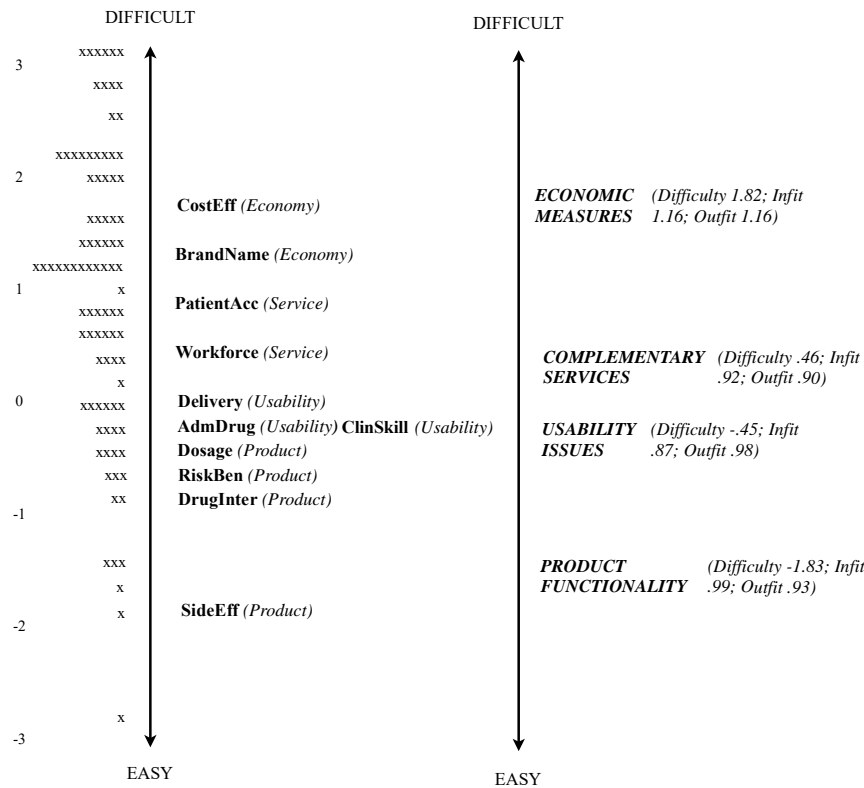 DIFFICULT
DIFFICULT
xxxxxx
3
xxxx
xx
xxxxxxxxx
2
xxxxx
CostEff (Economy)
ECONOMIC (Difficulty 1.82; Infit
MEASURES 1.16; Outfit 1.16)
xxxxx
xxxxxx
BrandName (Economy)
xxxxxxxxxxxx
1
x
PatientAcc (Service)
xxxxxx
xxxxxx
Workforce (Service)
xxxx
COMPLEMENTARY (Difficulty .46; Infit
SERVICES .92; Outfit .90)
x
0
xxxxxx
Delivery (Usability)
xxxx
AdmDrug (Usability) ClinSkill (Usability)
USABILITY (Difficulty -.45; Infit
ISSUES .87; Outfit .98)
xxxx
Dosage (Product)
xxx
RiskBen (Product)
xx
DrugInter (Product)
-1
xxx
PRODUCT (Difficulty -1.83; Infit
FUNCTIONALITY .99; Outfit .93)
x
x
SideEff (Product)
-2
x
-3
EASY
EASY